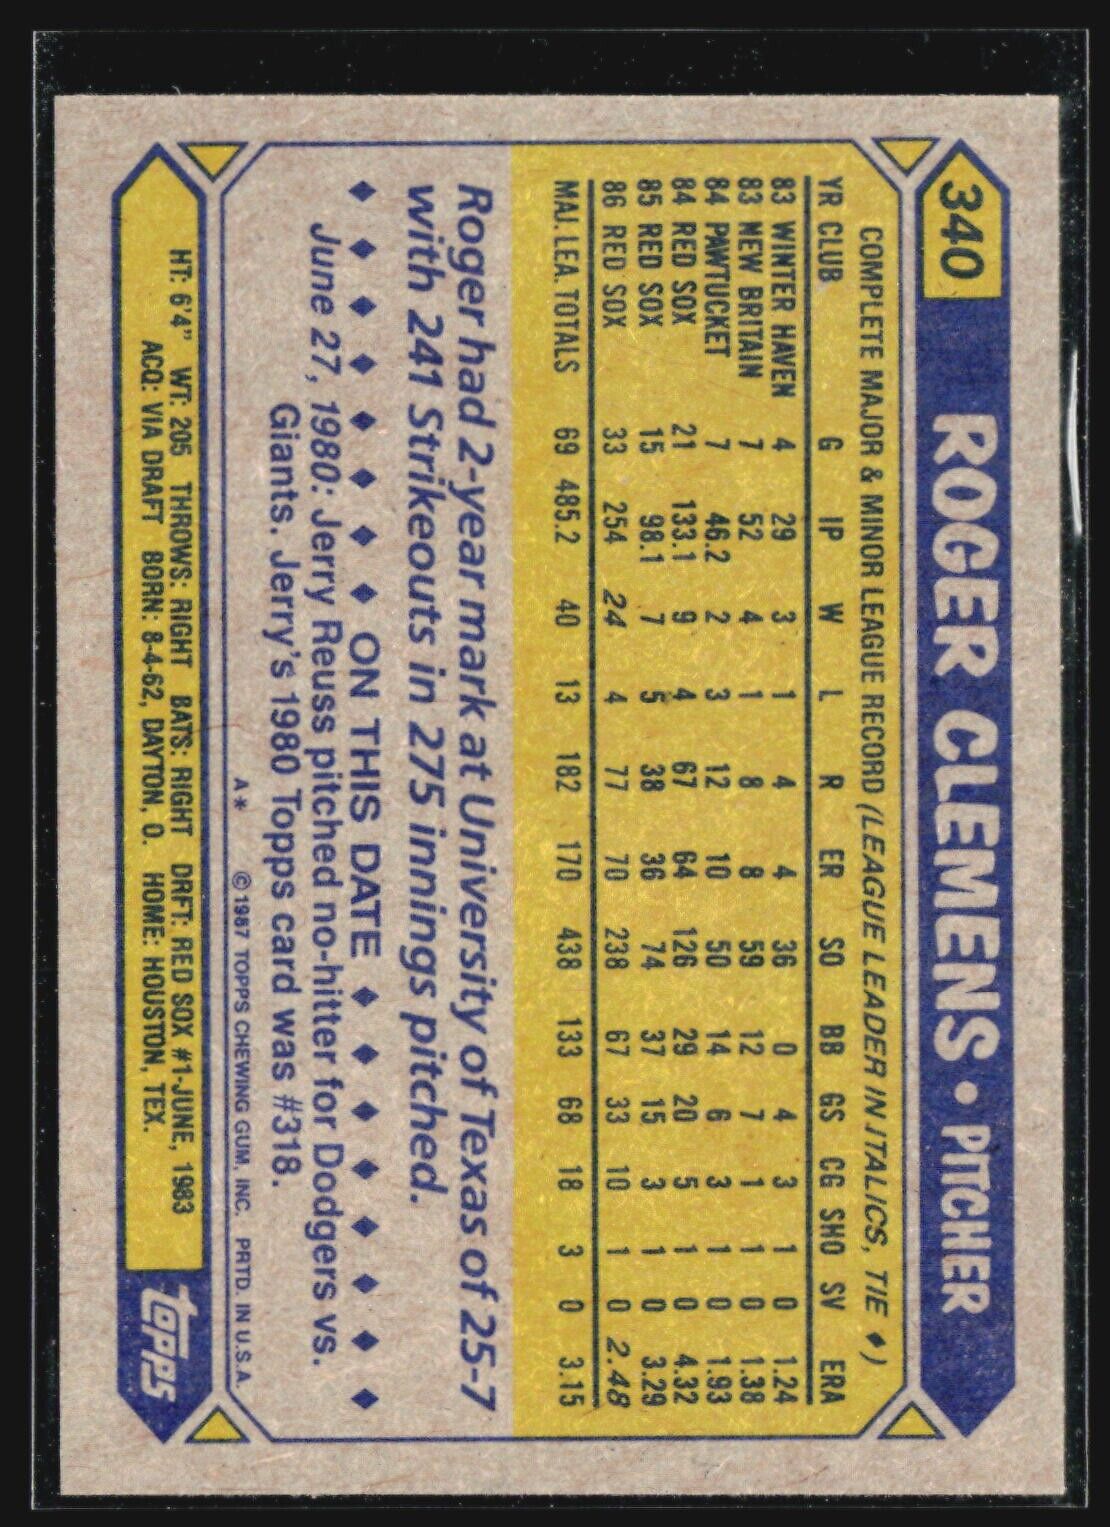 340 ROGER CLEMENS • PITCHER
COMPLETE MAJOR & MINOR LEAGUE RECORD (LEAGUE LEADER IN ITALICS, TIE ♦)
YR CLUB G IP W L R ER SO BB GS CG SHO SV ERA
83 WINTER HAVEN 4 29 3 1 4 4 36 0 4 3 1 0 1.24
83 NEW BRITAIN 7 52 4 1 8 8 59 12 7 1 1 0 1.38
84 PAWTUCKET 7 46.2 2 3 12 10 50 14 6 3 1 0 1.93
84 RED SOX 21 133.1 9 4 67 64 126 29 20 5 1 0 4.32
85 RED SOX 15 98.1 7 5 38 36 74 37 15 3 1 0 3.29
86 RED SOX 33 254 24 4 77 70 238 67 33 10 1 0 2.48
MAJ. LEA. TOTALS 69 485.2 40 13 182 170 438 133 68 18 3 0 3.15
Roger had 2-year mark at University of Texas of 25-7
with 241 Strikeouts in 275 innings pitched.
♦ ♦ ♦ ♦ ♦ ♦ ♦ ♦ ON THIS DATE ♦ ♦ ♦ ♦ ♦ ♦ ♦ ♦
June 27, 1980: Jerry Reuss pitched no-hitter for Dodgers vs.
Giants. Jerry's 1980 Topps card was #318.
A* © 1987 TOPPS CHEWING GUM, INC. PRTD. IN U.S.A.
HT: 6'4" WT: 205 THROWS: RIGHT BATS: RIGHT DRFT: RED SOX #1-JUNE, 1983
ACQ: VIA DRAFT BORN: 8-4-62, DAYTON, O. HOME: HOUSTON, TEX.
topps